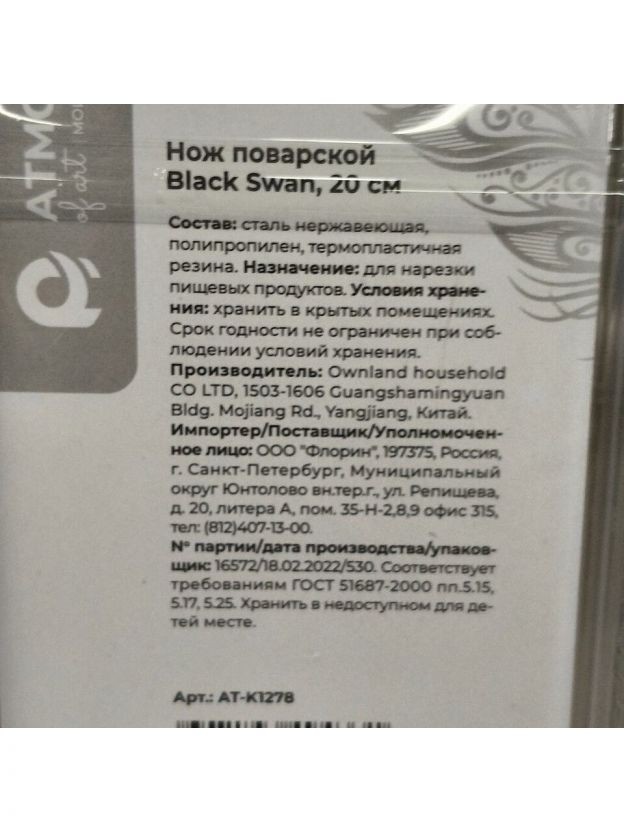 Нож поварской
Black Swan, 20 см
Состав: сталь нержавеющая,
полипропилен, термопластичная
резина. Назначение: для нарезки
пищевых продуктов. Условия хране-
ния: хранить в крытых помещениях.
Срок годности не ограничен при соб-
людении условий хранения.
Производитель: Ownland household
CO LTD, 1503-1606 Guangshamingyuan
Bldg. Mojiang Rd., Yangjiang, Китай.
Импортер/Поставщик/Уполномочен-
ное лицо: ООО "Флорин", 197375, Россия,
г. Санкт-Петербург, Муниципальный
округ Юнтолово вн.тер.г., ул. Репищева,
д. 20, литера А, пом. 35-Н-2,8,9 офис 315,
тел: (812)407-13-00.
N° партии/дата производства/упаков-
щик: 16572/18.02.2022/530. Соответствует
требованиям ГОСТ 51687-2000 пп.5.15,
5.17, 5.25. Хранить в недоступном для де-
тей месте.
Арт.: AT-K1278
of art